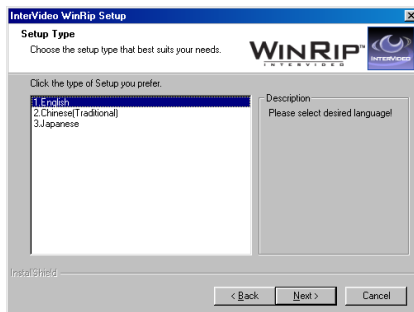 InterVideo WinRip Setup
Setup Type
Choose the setup type that best suits your needs.
WINRIP™
INTERVIDEO
INTERVIDEO
Click the type of Setup you prefer.
1.English
2.Chinese(Traditional)
3.Japanese
Description
Please select desired language!
InstallShield
< Back
Next >
Cancel